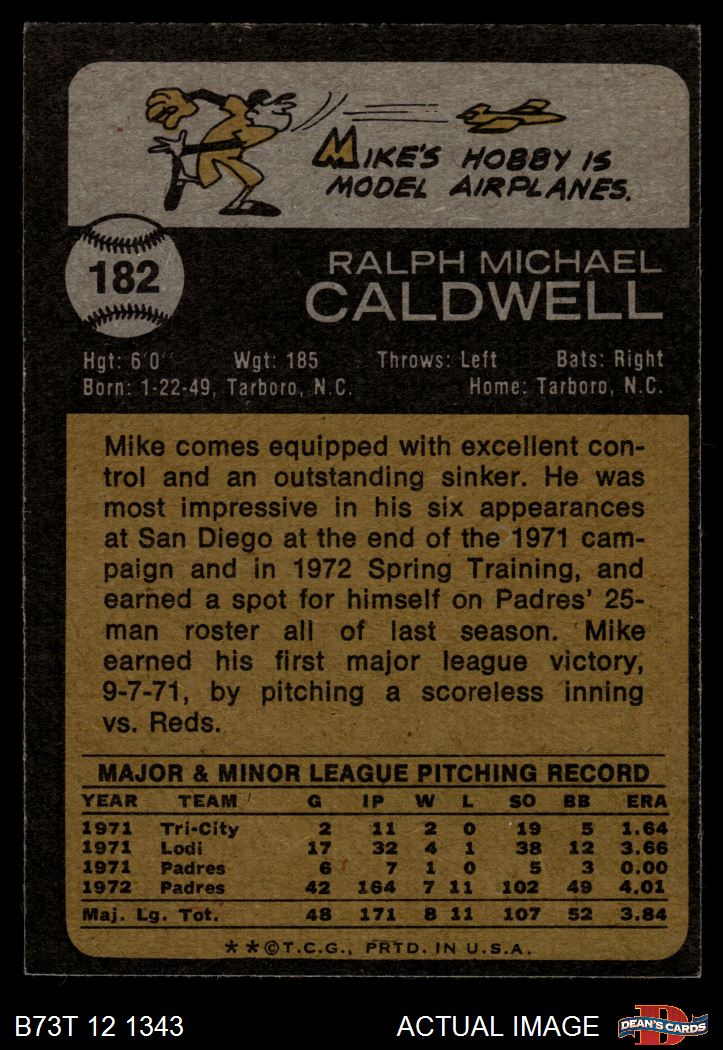 MIKE'S HOBBY IS
MODEL AIRPLANES.
182
RALPH MICHAEL
CALDWELL
Hgt: 6'0" Wgt: 185 Throws: Left Bats: Right
Born: 1-22-49, Tarboro, N.C. Home: Tarboro, N.C.
Mike comes equipped with excellent con-
trol and an outstanding sinker. He was
most impressive in his six appearances
at San Diego at the end of the 1971 cam-
paign and in 1972 Spring Training, and
earned a spot for himself on Padres' 25-
man roster all of last season. Mike
earned his first major league victory,
9-7-71, by pitching a scoreless inning
vs. Reds.
MAJOR & MINOR LEAGUE PITCHING RECORD
YEAR TEAM G IP W L SO BB ERA
1971 Tri-City 2 11 2 0 19 5 1.64
1971 Lodi 17 32 4 1 38 12 3.66
1971 Padres 6 7 1 0 5 3 0.00
1972 Padres 42 164 7 11 102 49 4.01
Maj. Lg. Tot. 48 171 8 11 107 52 3.84
**©T.C.G., PRTD. IN U.S.A.
B73T 12 1343 ACTUAL IMAGE
D
DEAN'S CARDS